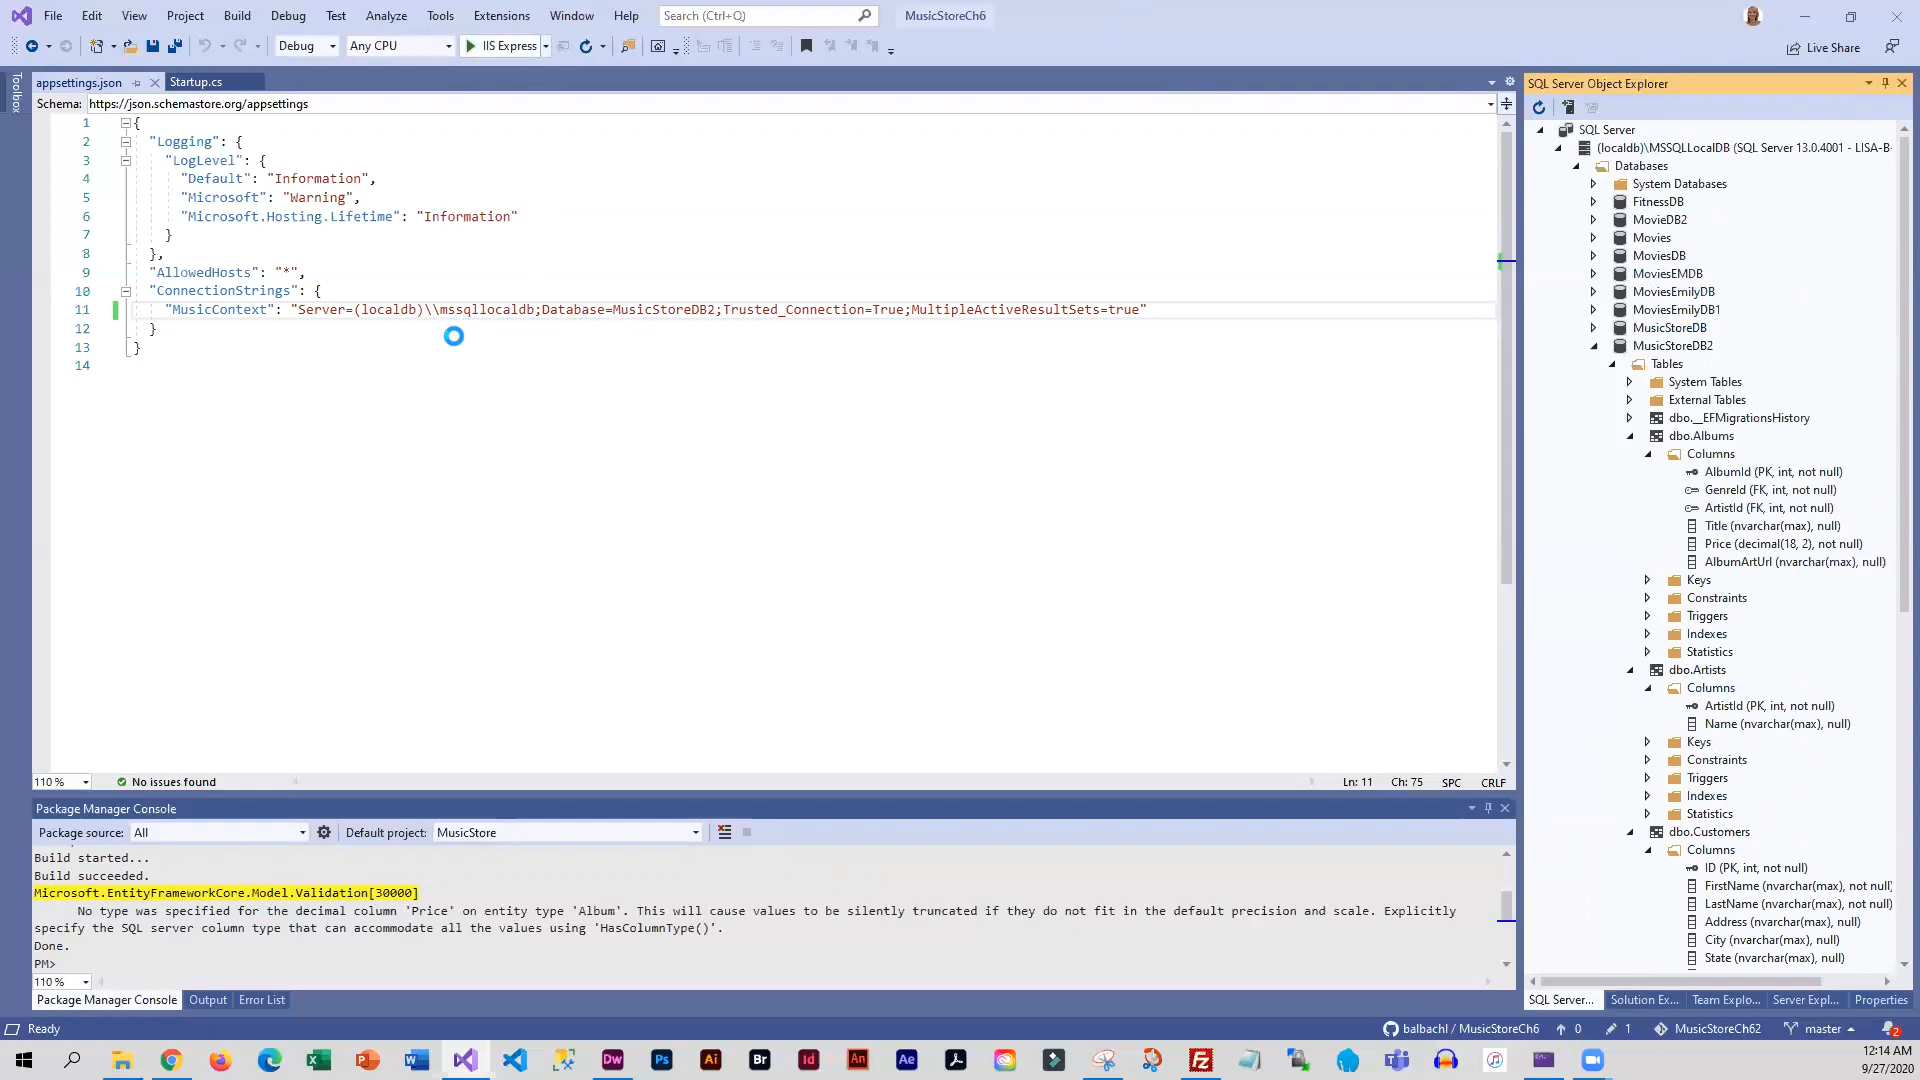 File Edit View Project Build Debug Test Analyze Tools Extensions Window Help Search (Ctrl+Q) MusicStoreCh6
Debug Any CPU IIS Express Live Share
Toolbox
appsettings.json Startup.cs
Schema: https://json.schemastore.org/appsettings
1 {
2 "Logging": {
3 "LogLevel": {
4 "Default": "Information",
5 "Microsoft": "Warning",
6 "Microsoft.Hosting.Lifetime": "Information"
7 }
8 },
9 "AllowedHosts": "*",
10 "ConnectionStrings": {
11 "MusicContext": "Server=(localdb)\\mssqllocaldb;Database=MusicStoreDB2;Trusted_Connection=True;MultipleActiveResultSets=true"
12 }
13 }
14
110 % No issues found Ln: 11 Ch: 75 SPC CRLF
Package Manager Console
Package source: All Default project: MusicStore
Build started...
Build succeeded.
Microsoft.EntityFrameworkCore.Model.Validation[30000]
No type was specified for the decimal column 'Price' on entity type 'Album'. This will cause values to be silently truncated if they do not fit in the default precision and scale. Explicitly
specify the SQL server column type that can accommodate all the values using 'HasColumnType()'.
Done.
PM>
110 %
Package Manager Console Output Error List
SQL Server Object Explorer
SQL Server
(localdb)\MSSQLLocalDB (SQL Server 13.0.4001 - LISA-B-
Databases
System Databases
FitnessDB
MovieDB2
Movies
MoviesDB
MoviesEMDB
MoviesEmilyDB
MoviesEmilyDB1
MusicStoreDB
MusicStoreDB2
Tables
System Tables
External Tables
dbo.__EFMigrationsHistory
dbo.Albums
Columns
AlbumId (PK, int, not null)
GenreId (FK, int, not null)
ArtistId (FK, int, not null)
Title (nvarchar(max), null)
Price (decimal(18, 2), not null)
AlbumArtUrl (nvarchar(max), null)
Keys
Constraints
Triggers
Indexes
Statistics
dbo.Artists
Columns
ArtistId (PK, int, not null)
Name (nvarchar(max), null)
Keys
Constraints
Triggers
Indexes
Statistics
dbo.Customers
Columns
ID (PK, int, not null)
FirstName (nvarchar(max), not null)
LastName (nvarchar(max), not null)
Address (nvarchar(max), null)
City (nvarchar(max), null)
State (nvarchar(max), null)
SQL Server... Solution Ex... Team Explo... Server Expl... Properties
Ready balbachl / MusicStoreCh6 0 1 MusicStoreCh62 master 2
Dw Ps Ai Br Id An Ae
12:14 AM
9/27/2020